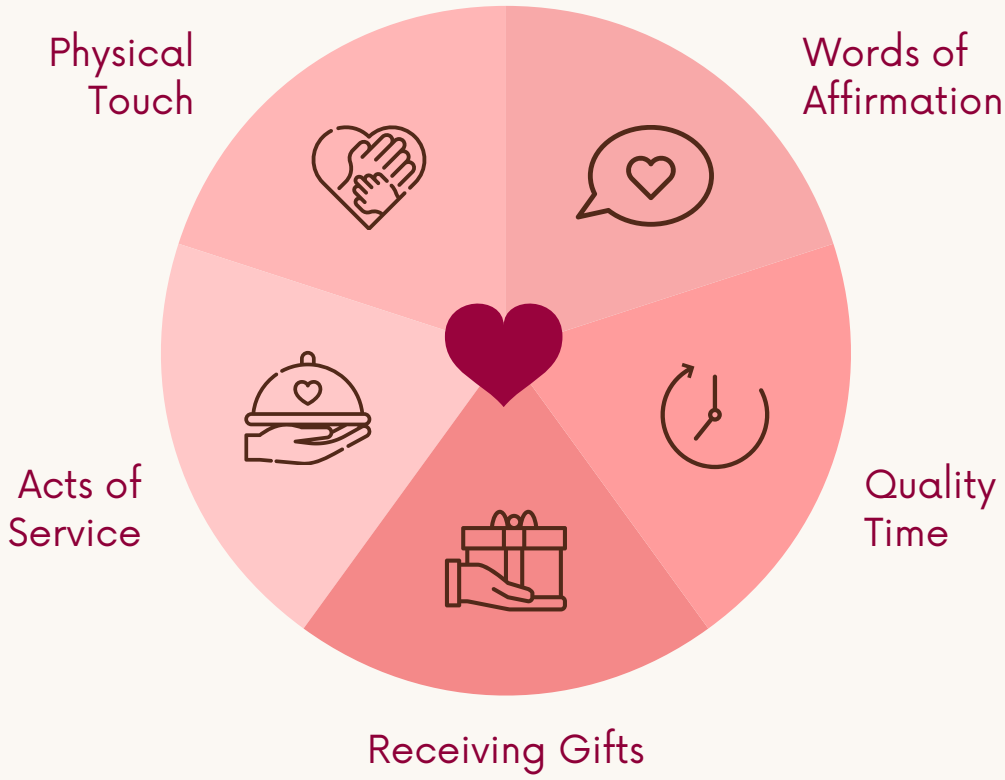 Physical
Touch
Words of
Affirmation
Acts of
Service
Quality
Time
Receiving Gifts